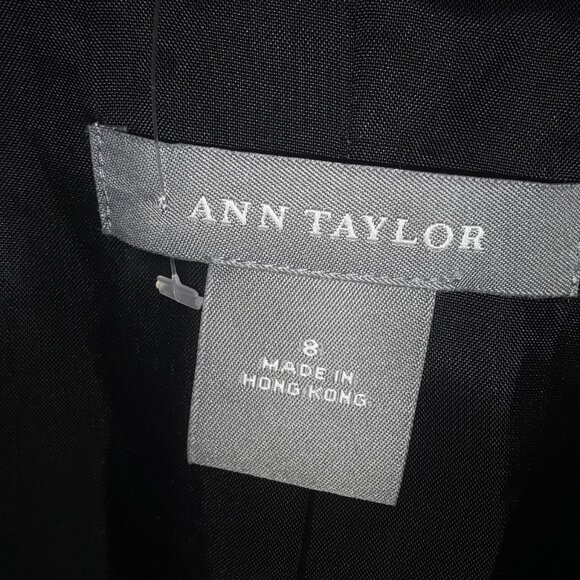 ANN TAYLOR
8
MADE IN
HONG KONG